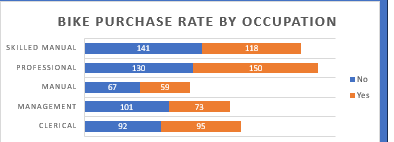 BIKE PURCHASE RATE BY OCCUPATION
SKILLED MANUAL 141 118
PROFESSIONAL 130 150
No
MANUAL 67 59
Yes
MANAGEMENT 101 73
CLERICAL 92 95